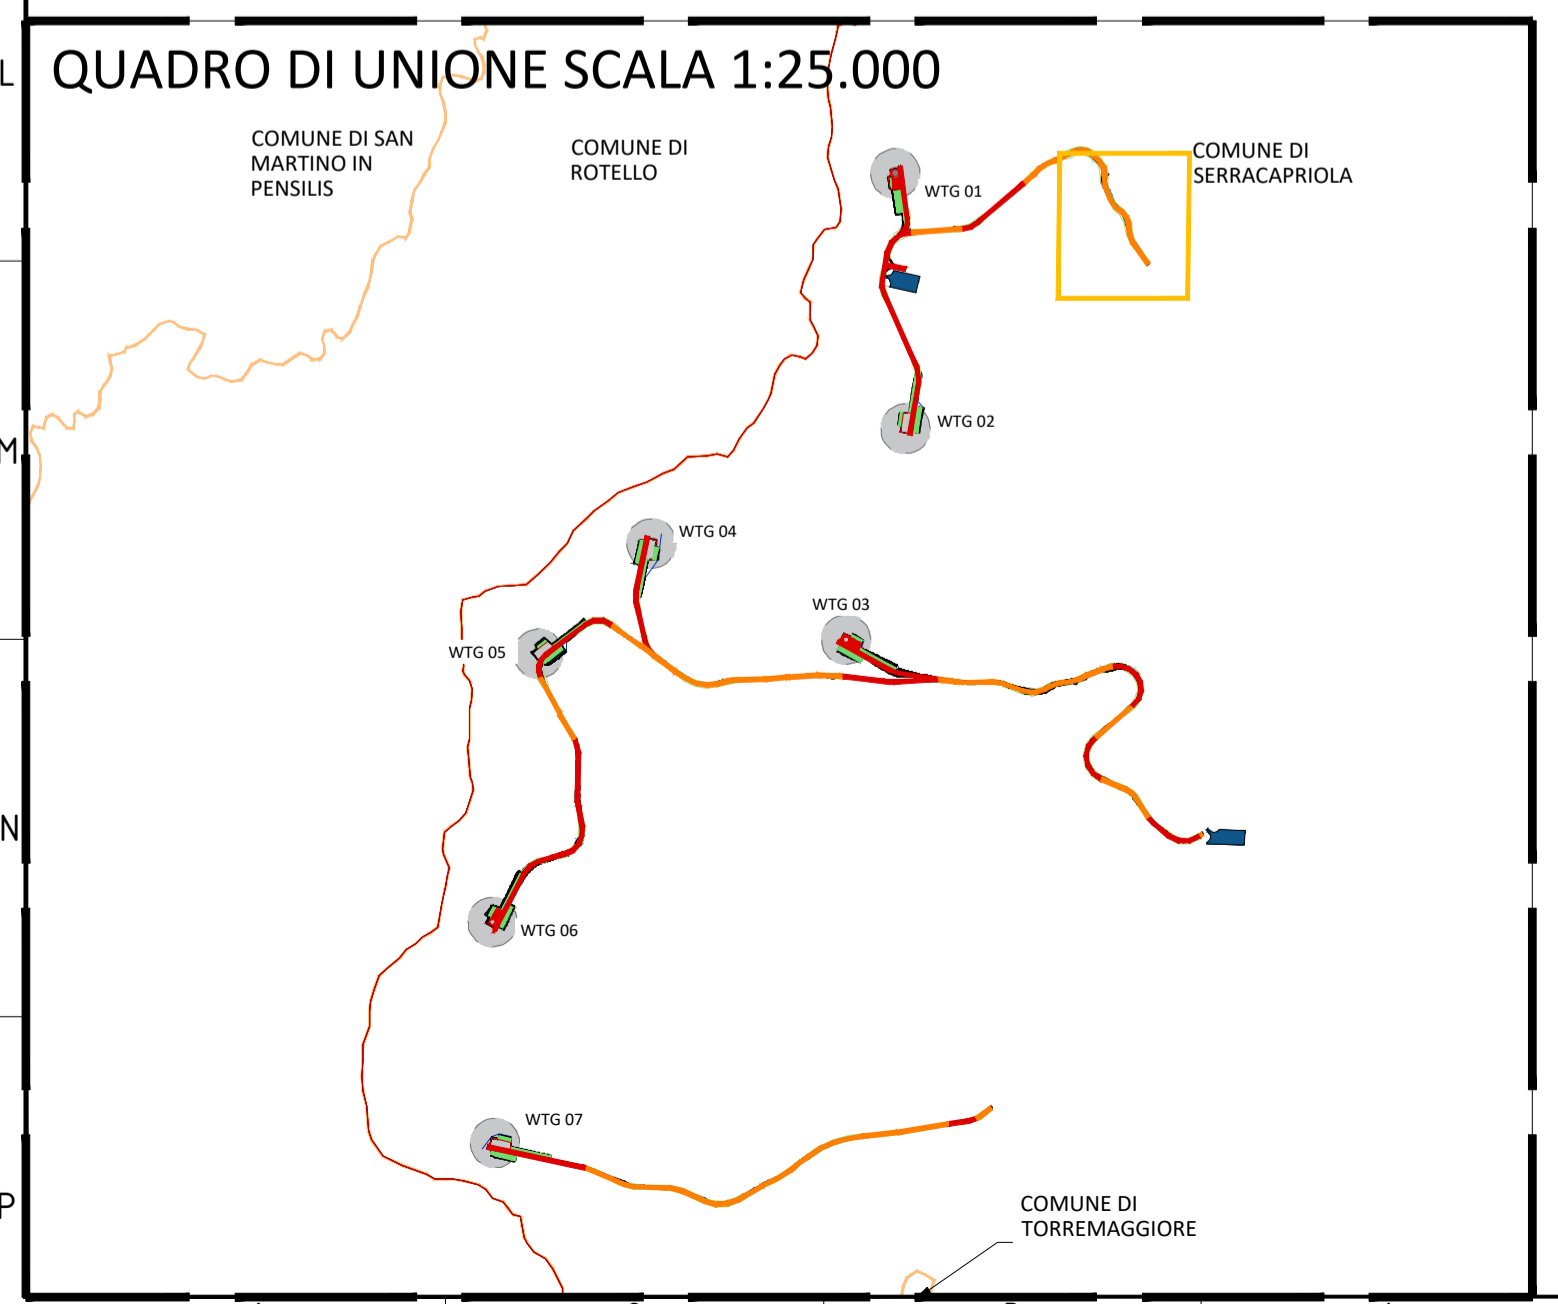 L
QUADRO DI UNIONE SCALA 1:25.000
COMUNE DI SAN
MARTINO IN
PENSILIS
COMUNE DI
ROTELLO
COMUNE DI
SERRACAPRIOLA
WTG 01
WTG 02
M
WTG 04
WTG 03
WTG 05
N
WTG 06
WTG 07
P
COMUNE DI
TORREMAGGIORE